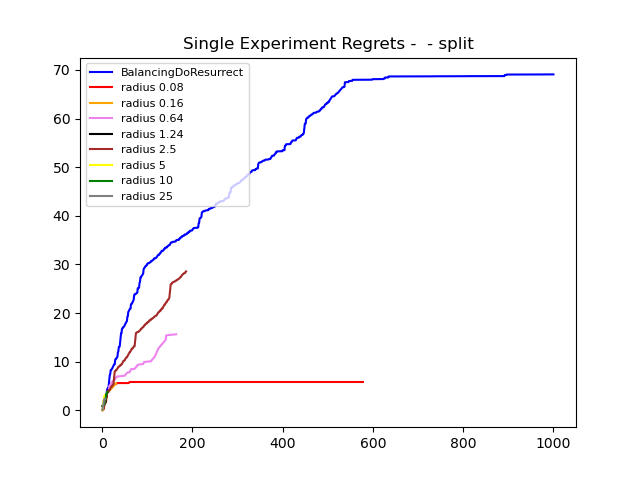 Single Experiment Regrets -  - split
BalancingDoResurrect
radius 0.08
radius 0.16
radius 0.64
radius 1.24
radius 2.5
radius 5
radius 10
radius 25
70
60
50
40
30
20
10
0
0 200 400 600 800 1000